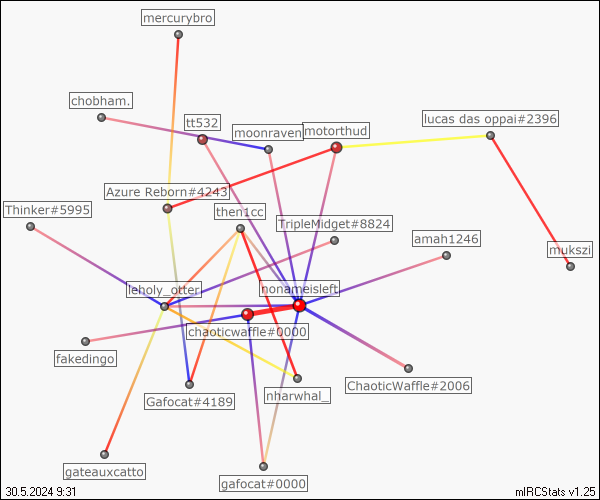 mercurybro
chobham.
tt532
moonraven
motorthud
lucas das oppai#2396
Azure Reborn#4243
Thinker#5995
then1cc
TripleMidget#8824
amah1246
mukszi
leholy_otter
nonameisleft
chaoticwaffle#0000
fakedingo
ChaoticWaffle#2006
Gafocat#4189
nharwhal_
gateauxcatto
gafocat#0000
30.5.2024 9:31
mIRCStats v1.25